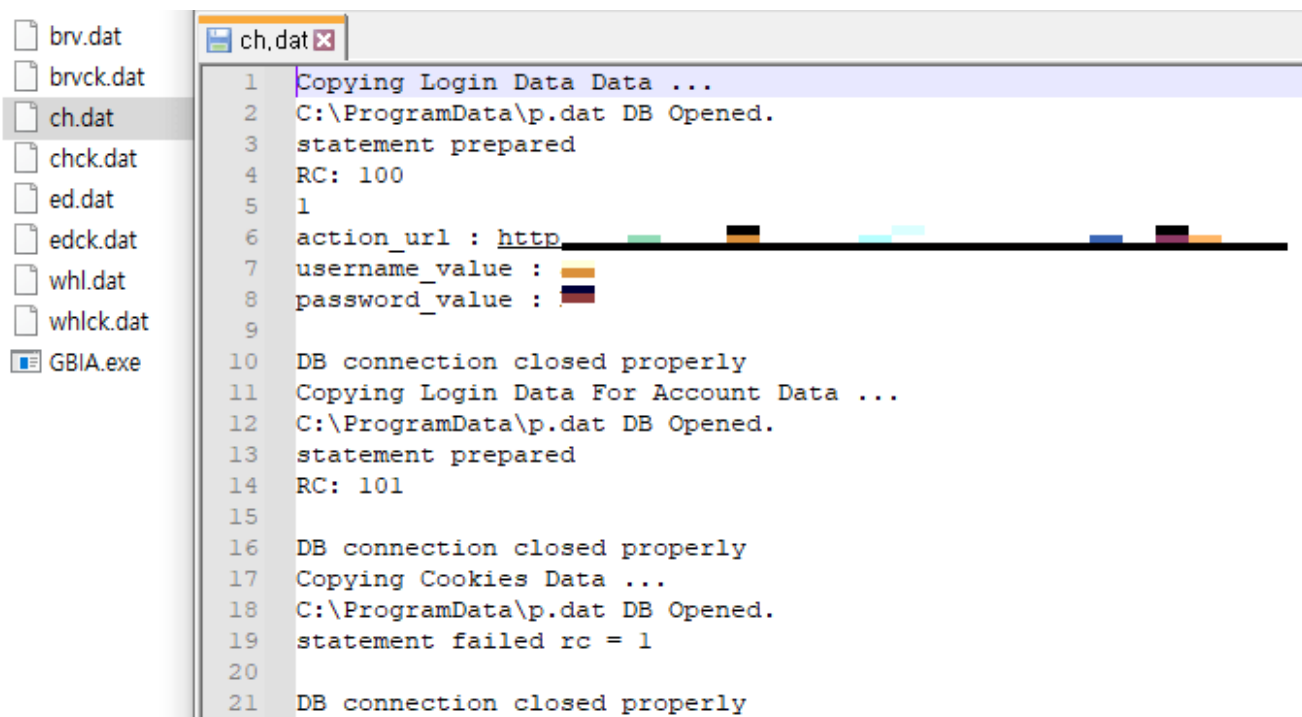 brv.dat
brvck.dat
ch.dat
chck.dat
ed.dat
edck.dat
whl.dat
whlck.dat
GBIA.exe
ch.dat
1 Copying Login Data Data ...
2 C:\ProgramData\p.dat DB Opened.
3 statement prepared
4 RC: 100
5 1
6 action_url : http
7 username_value :
8 password_value :
9
10 DB connection closed properly
11 Copying Login Data For Account Data ...
12 C:\ProgramData\p.dat DB Opened.
13 statement prepared
14 RC: 101
15
16 DB connection closed properly
17 Copying Cookies Data ...
18 C:\ProgramData\p.dat DB Opened.
19 statement failed rc = 1
20
21 DB connection closed properly